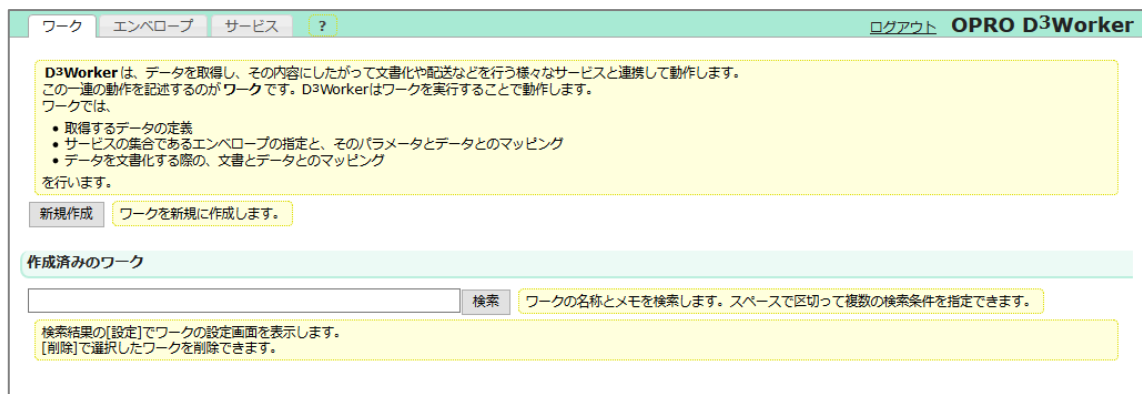 ワーク エンベロープ サービス ? ログアウト OPRO D3Worker
D3Workerは、データを取得し、その内容にしたがって文書化や配送などを行う様々なサービスと連携して動作します。
この一連の動作を記述するのがワークです。D3Workerはワークを実行することで動作します。
ワークでは、
• 取得するデータの定義
• サービスの集合であるエンベロープの指定と、そのパラメータとデータとのマッピング
• データを文書化する際の、文書とデータとのマッピング
を行います。
新規作成 ワークを新規に作成します。
作成済みのワーク
検索 ワークの名称とメモを検索します。スペースで区切って複数の検索条件を指定できます。
検索結果の[設定]でワークの設定画面を表示します。
[削除]で選択したワークを削除できます。